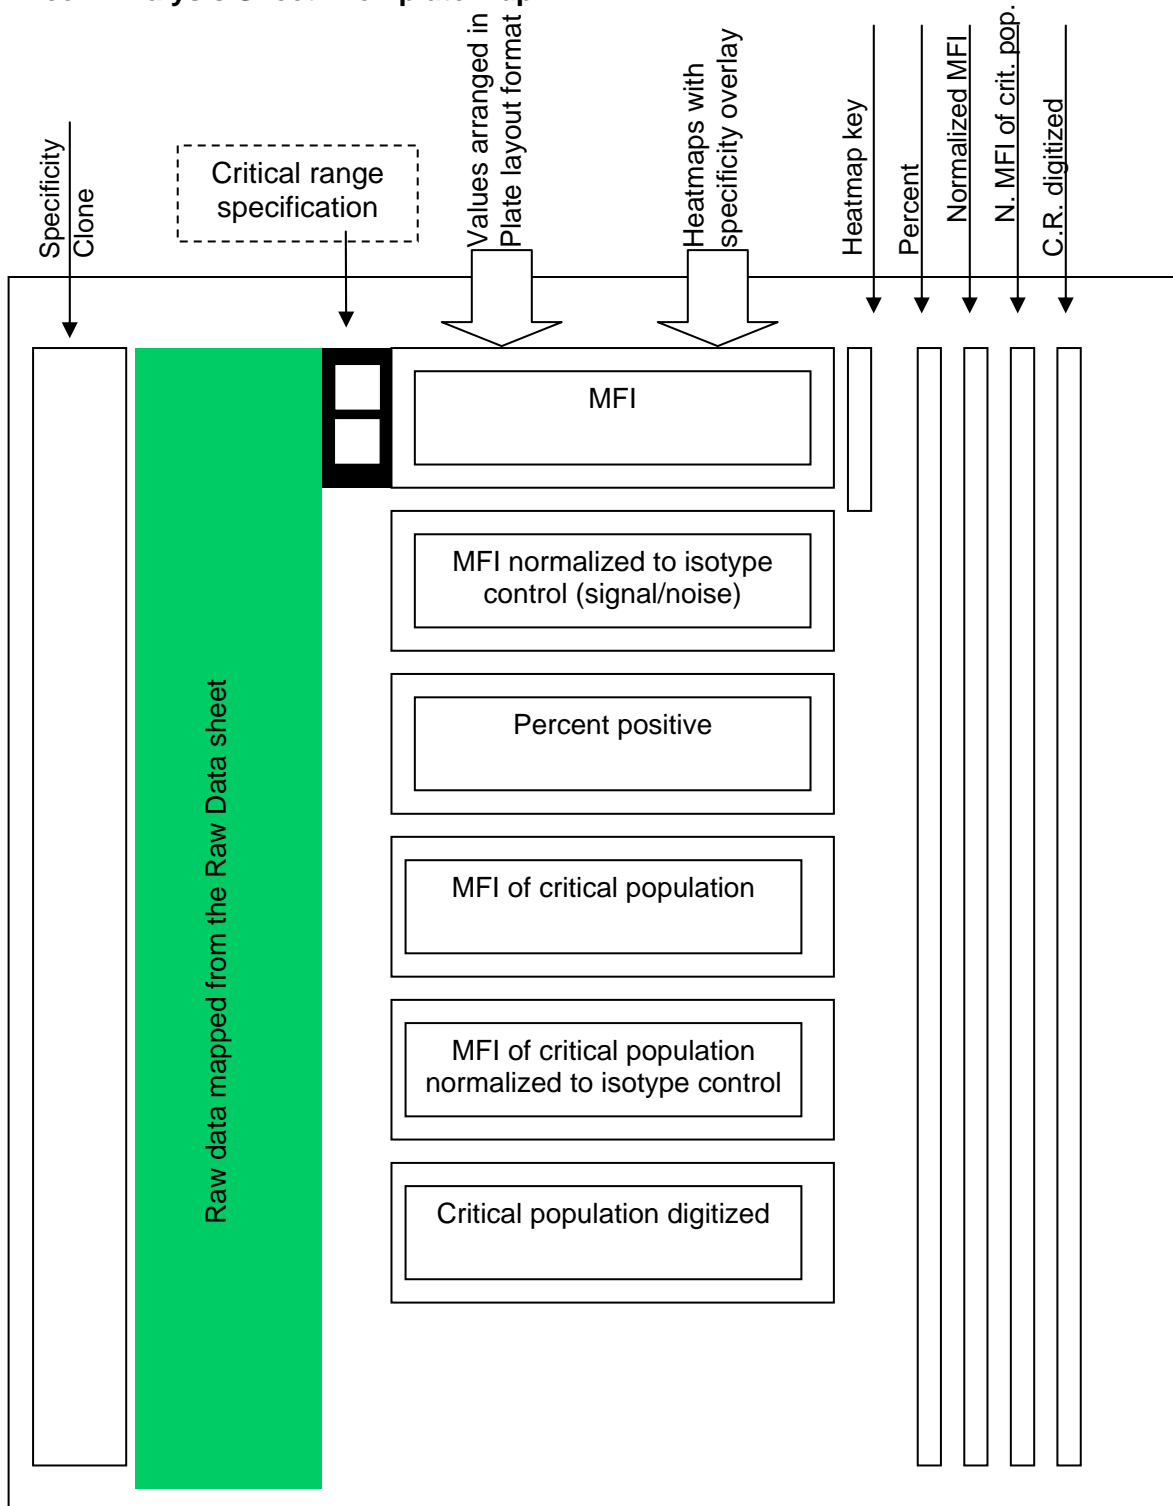 Specificity
Clone
Critical range
specification
Values arranged in
Plate layout format
Heatmaps with
specificity overlay
Heatmap key
Percent
Normalized MFI
N. MFI of crit. pop.
C.R. digitized
Raw data mapped from the Raw Data sheet
MFI
MFI normalized to isotype
control (signal/noise)
Percent positive
MFI of critical population
MFI of critical population
normalized to isotype control
Critical population digitized